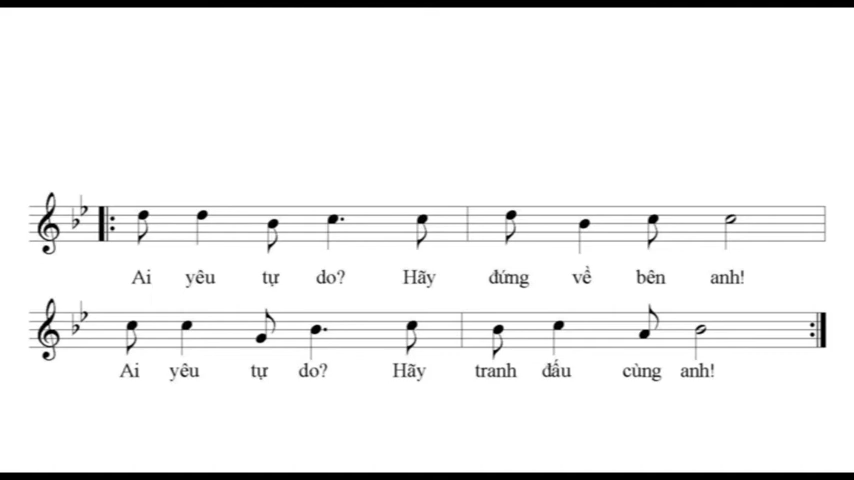 Ai yêu tự do? Hãy đứng về bên anh!
Ai yêu tự do? Hãy tranh đấu cùng anh!